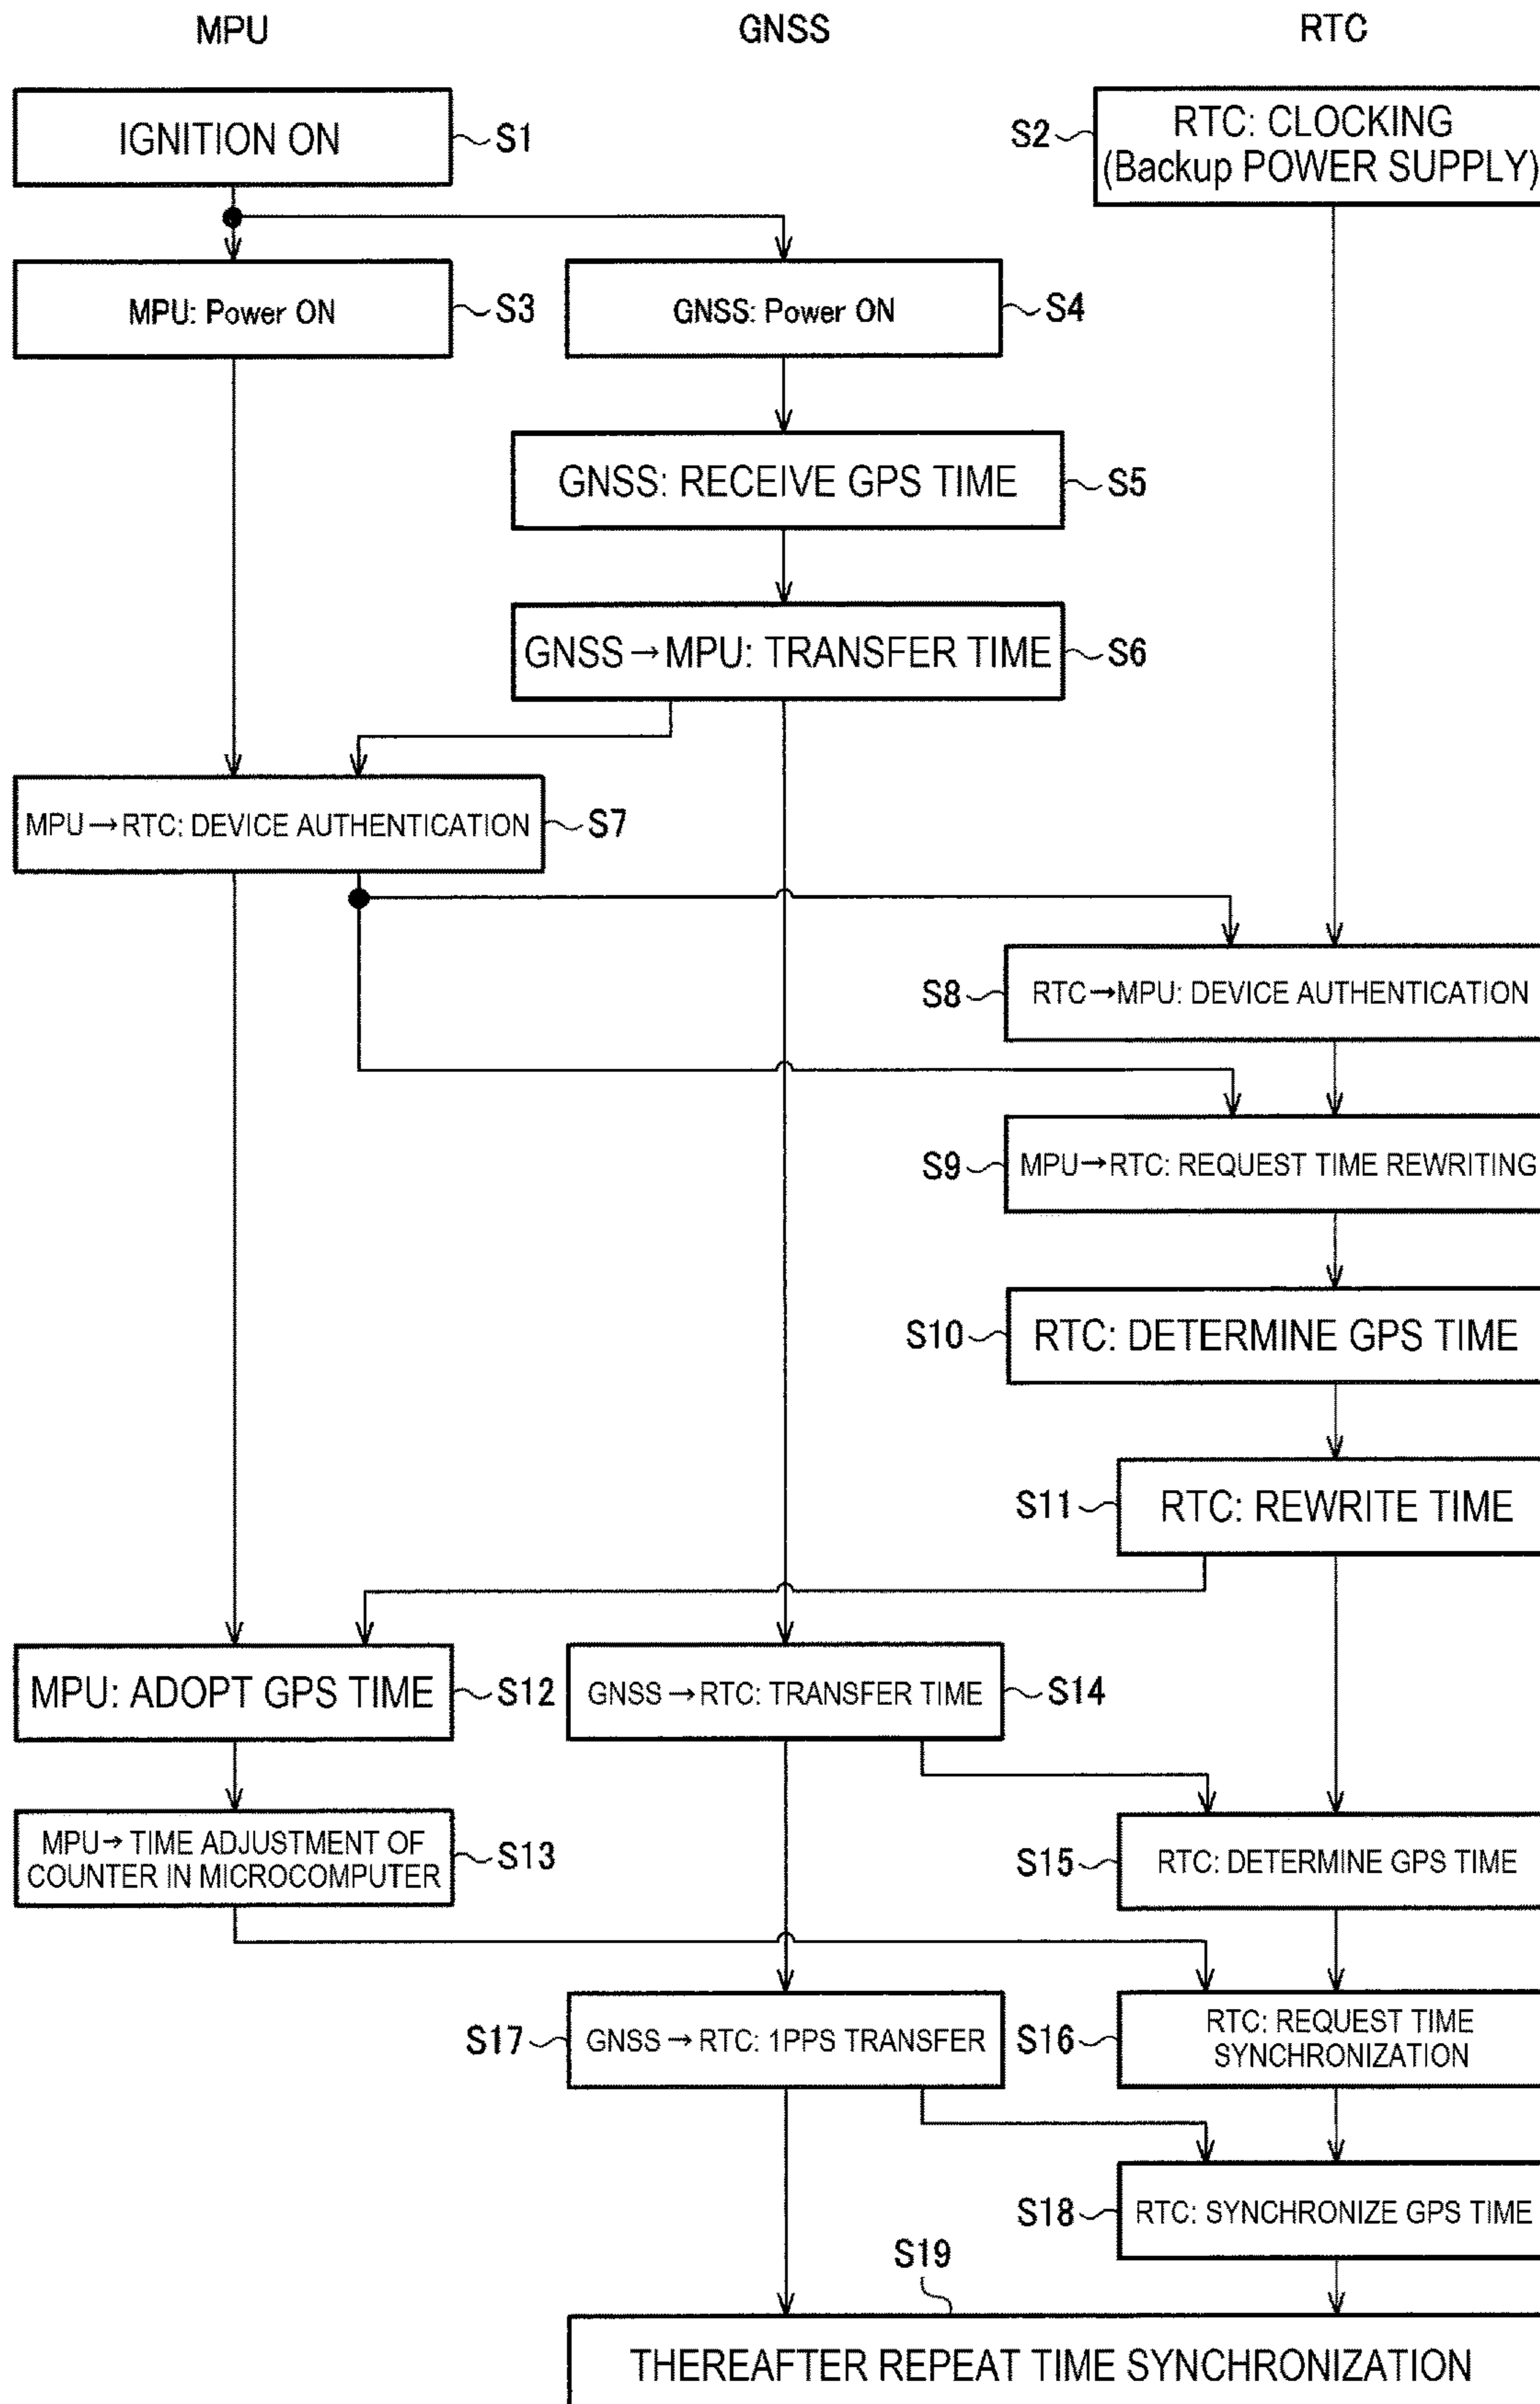 MPU
GNSS
RTC
IGNITION ON
S1
S2
RTC: CLOCKING
(Backup POWER SUPPLY)
MPU: Power ON
S3
GNSS: Power ON
S4
GNSS: RECEIVE GPS TIME
S5
GNSS→MPU: TRANSFER TIME
S6
MPU→RTC: DEVICE AUTHENTICATION
S7
S8
RTC→MPU: DEVICE AUTHENTICATION
S9
MPU→RTC: REQUEST TIME REWRITING
S10
RTC: DETERMINE GPS TIME
S11
RTC: REWRITE TIME
MPU: ADOPT GPS TIME
S12
GNSS→RTC: TRANSFER TIME
S14
MPU→ TIME ADJUSTMENT OF
COUNTER IN MICROCOMPUTER
S13
S15
RTC: DETERMINE GPS TIME
S17
GNSS→RTC: 1PPS TRANSFER
S16
RTC: REQUEST TIME
SYNCHRONIZATION
S18
RTC: SYNCHRONIZE GPS TIME
S19
THEREAFTER REPEAT TIME SYNCHRONIZATION